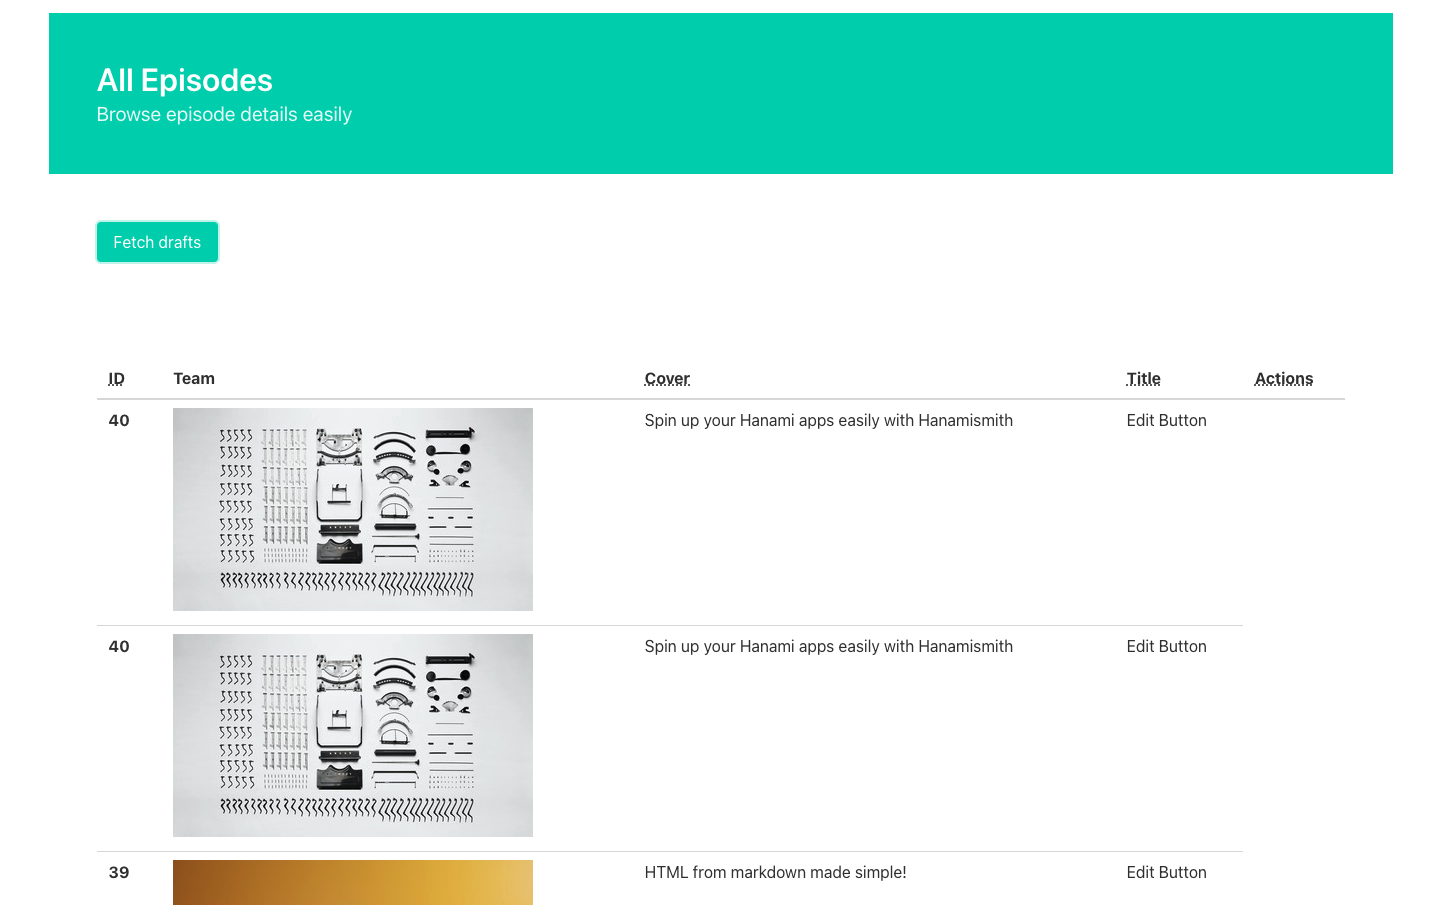 All Episodes
Browse episode details easily
Fetch drafts
ID Team Cover Title Actions
40 Spin up your Hanami apps easily with Hanamismith Edit Button
40 Spin up your Hanami apps easily with Hanamismith Edit Button
39 HTML from markdown made simple! Edit Button